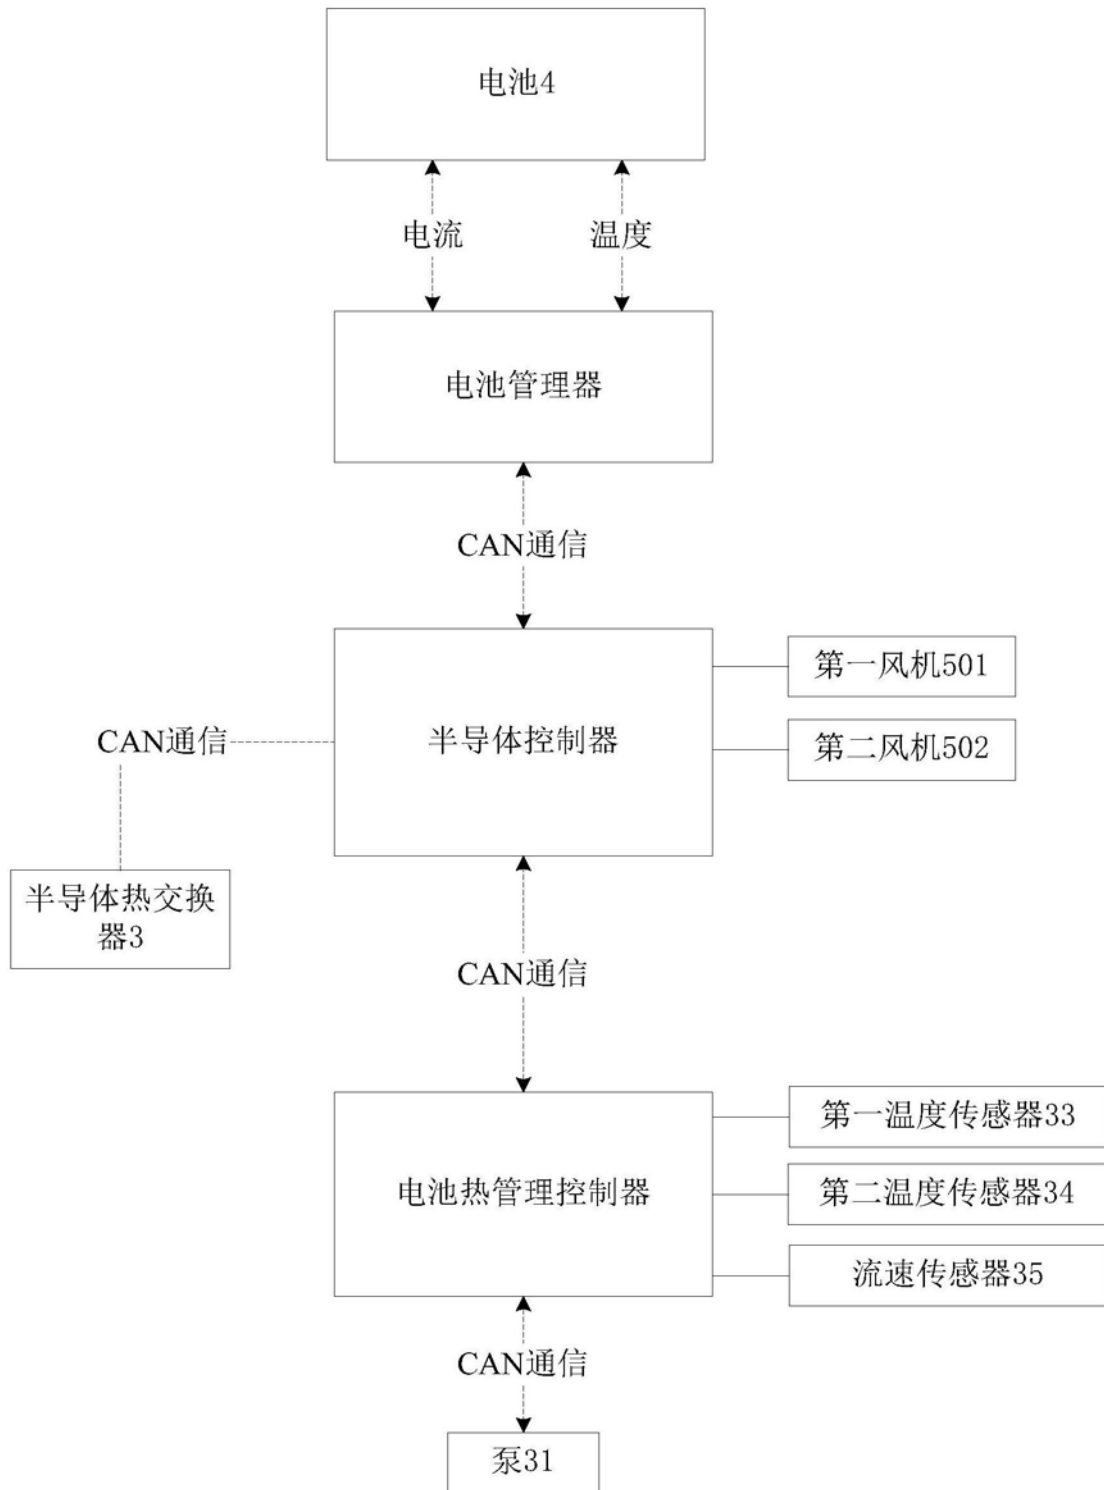 电池4
电流
温度
电池管理器
CAN通信
第一风机501
半导体控制器
CAN通信
第二风机502
半导体热交换
器3
CAN通信
第一温度传感器33
电池热管理控制器
第二温度传感器34
流速传感器35
CAN通信
泵31